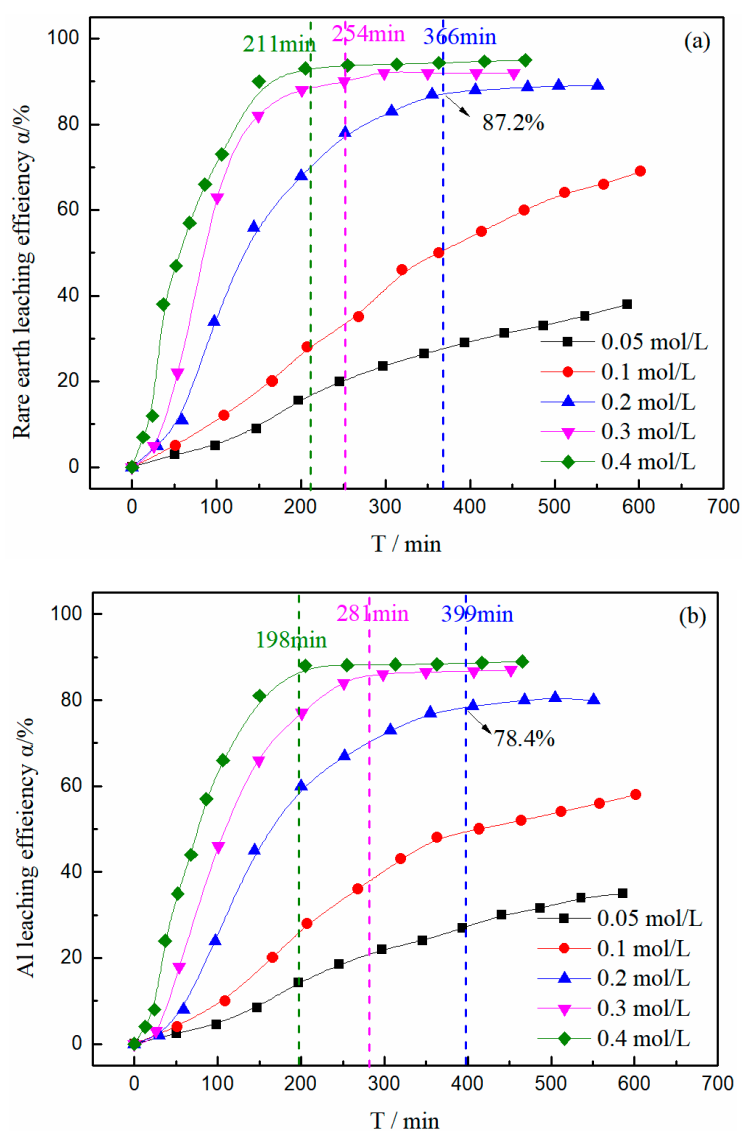 (a)
211min
254min
366min
87.2%
100
80
60
40
20
0
Rare earth leaching effieiency α/%
0.05 mol/L
0.1 mol/L
0.2 mol/L
0.3 mol/L
0.4 mol/L
0 100 200 300 400 500 600 700
T / min
(b)
198min
281min
399min
78.4%
100
80
60
40
20
0
Al leaching effieiency α/%
0.05 mol/L
0.1 mol/L
0.2 mol/L
0.3 mol/L
0.4 mol/L
0 100 200 300 400 500 600 700
T / min